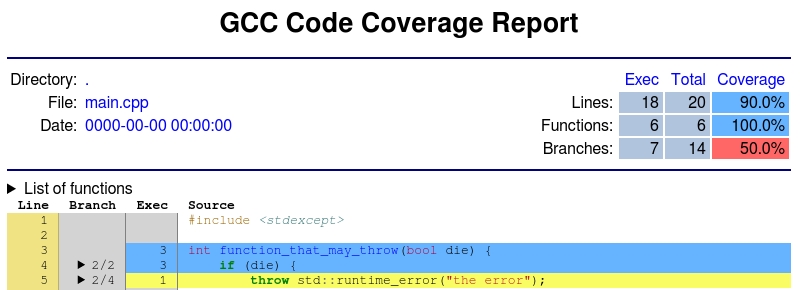 GCC Code Coverage Report
Directory: .
File: main.cpp
Date: 0000-00-00 00:00:00
Exec Total Coverage
Lines: 18 20 90.0%
Functions: 6 6 100.0%
Branches: 7 14 50.0%
▶ List of functions
Line Branch Exec Source
1 #include <stdexcept>
2
3 3 int function_that_may_throw(bool die) {
4 ▶ 2/2 3 if (die) {
5 ▶ 2/4 1 throw std::runtime_error("the error");